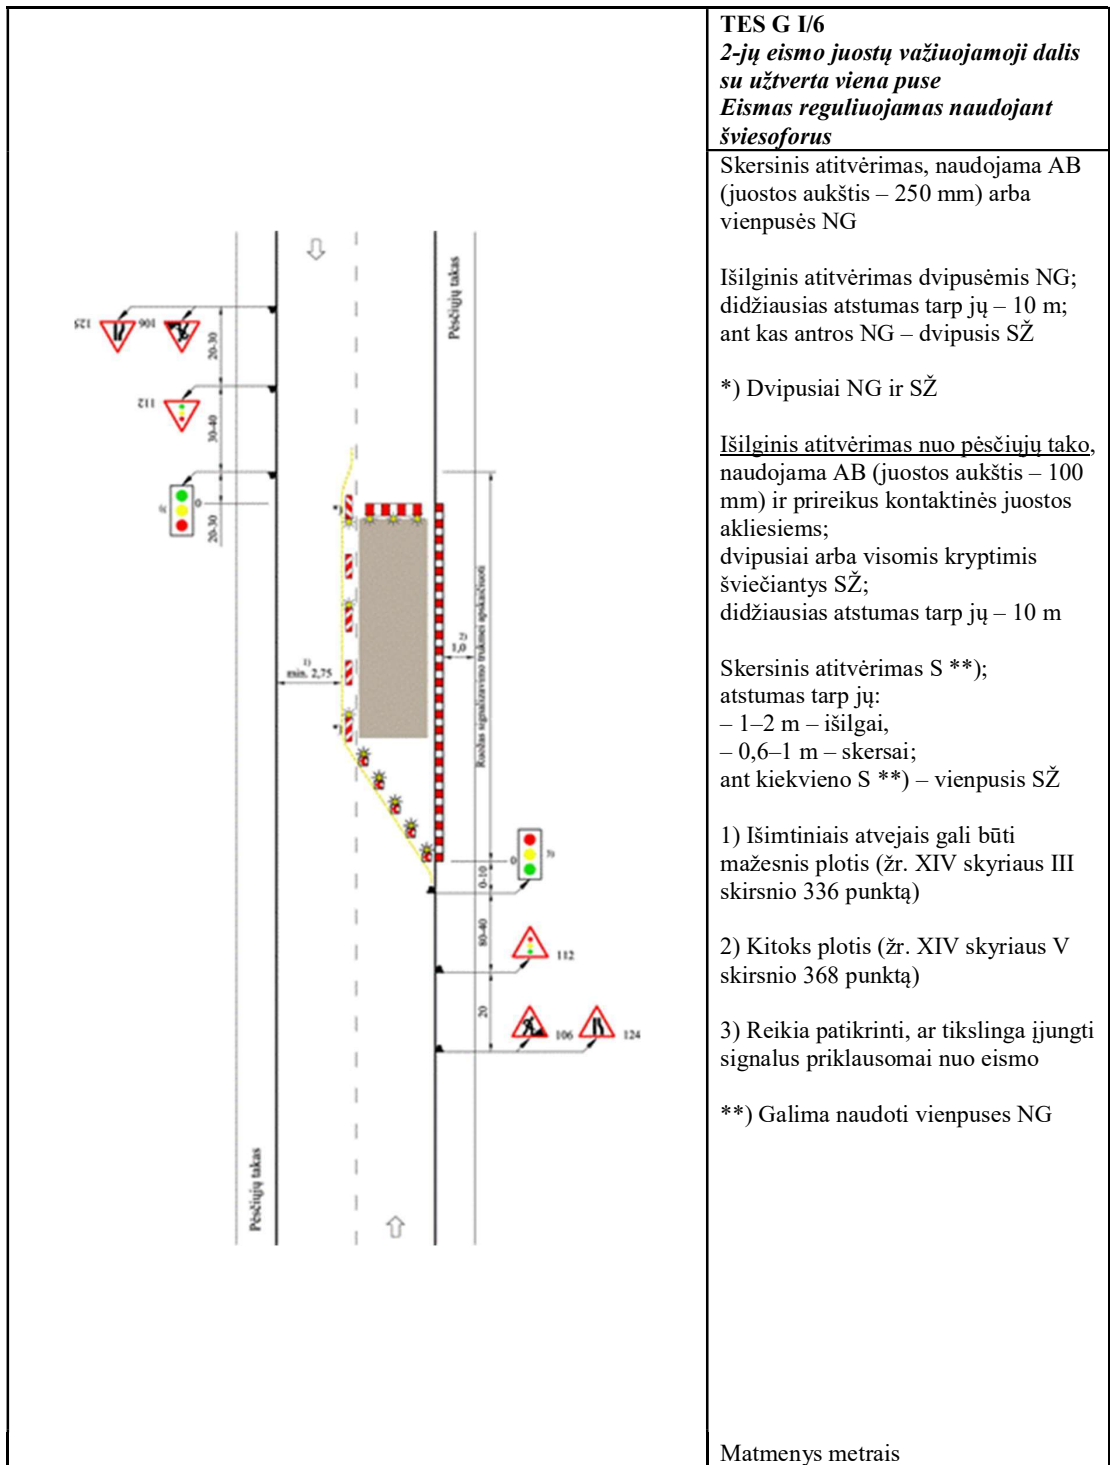 TES G I/6
2-jų eismo juostų važiuojamoji dalis
su užtverta viena puse
Eismas reguliuojamas naudojant
šviesoforus
Skersinis atitvėrimas, naudojama AB
(juostos aukštis – 250 mm) arba
vienpusės NG
Išilginis atitvėrimas dvipusėmis NG;
didžiausias atstumas tarp jų – 10 m;
ant kas antros NG – dvipusis SŽ
*) Dvipusiai NG ir SŽ
Išilginis atitvėrimas nuo pėsčiųjų tako,
naudojama AB (juostos aukštis – 100
mm) ir prireikus kontaktinės juostos
akliesiems;
dvipusiai arba visomis kryptimis
šviečiantys SŽ;
didžiausias atstumas tarp jų – 10 m
Skersinis atitvėrimas S **);
atstumas tarp jų:
– 1–2 m – išilgai,
– 0,6–1 m – skersai;
ant kiekvieno S **) – vienpusis SŽ
1) Išimtiniais atvejais gali būti
mažesnis plotis (žr. XIV skyriaus III
skirsnio 336 punktą)
2) Kitoks plotis (žr. XIV skyriaus V
skirsnio 368 punktą)
3) Reikia patikrinti, ar tikslinga įjungti
signalus priklausomai nuo eismo
**) Galima naudoti vienpuses NG
Matmenys metrais
Pėsčiųjų takas
125
106
20-30
112
30-40
3)
0
20-30
*)
1)
min. 2,75
2)
1,0
Ruožas signalizavimo trukmei apskaičiuoti
*)
0
3)
0-10
80-40
112
20
106
124
Pėsčiųjų takas